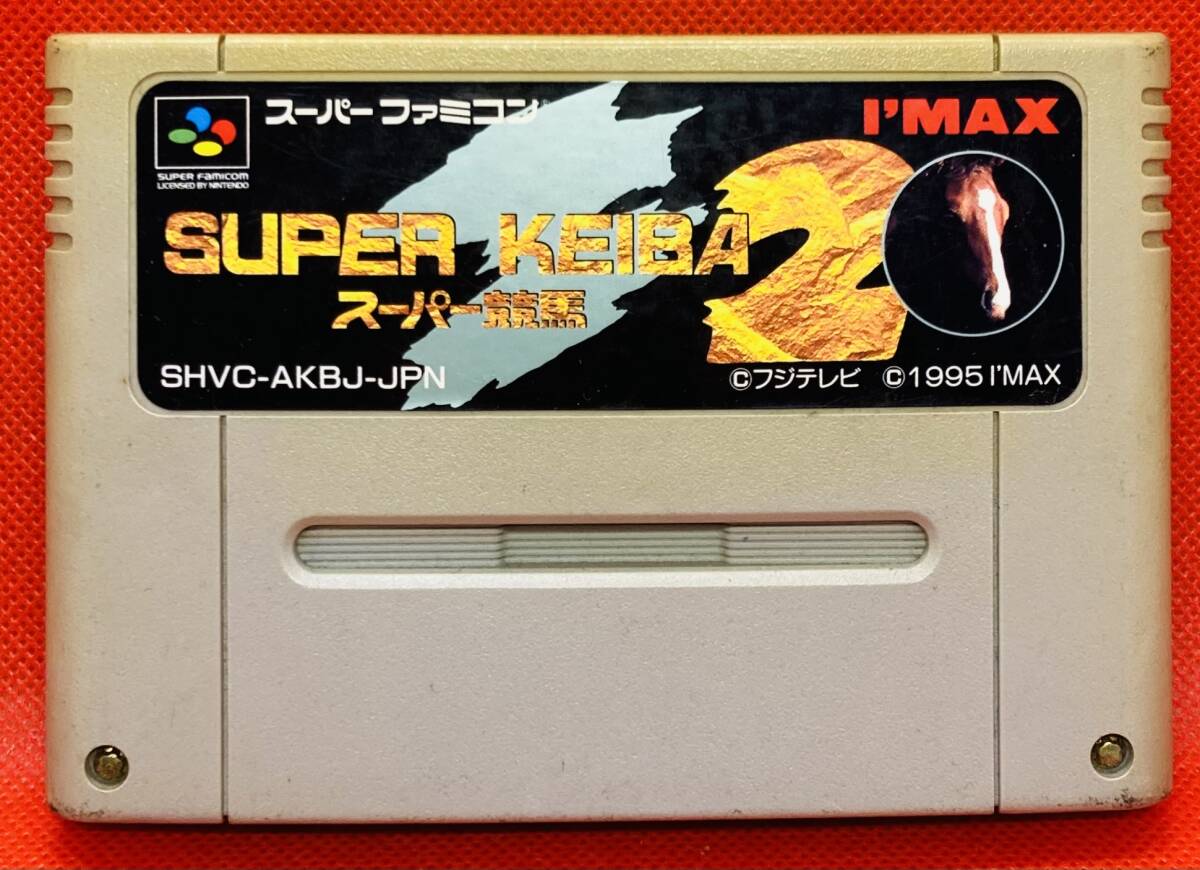 スーパーファミコン
I'MAX
SUPER FAMICOM
LICENSED BY NINTENDO
SUPER KEIBA 2
スーパー競馬
SHVC-AKBJ-JPN
©フジテレビ ©1995 I'MAX